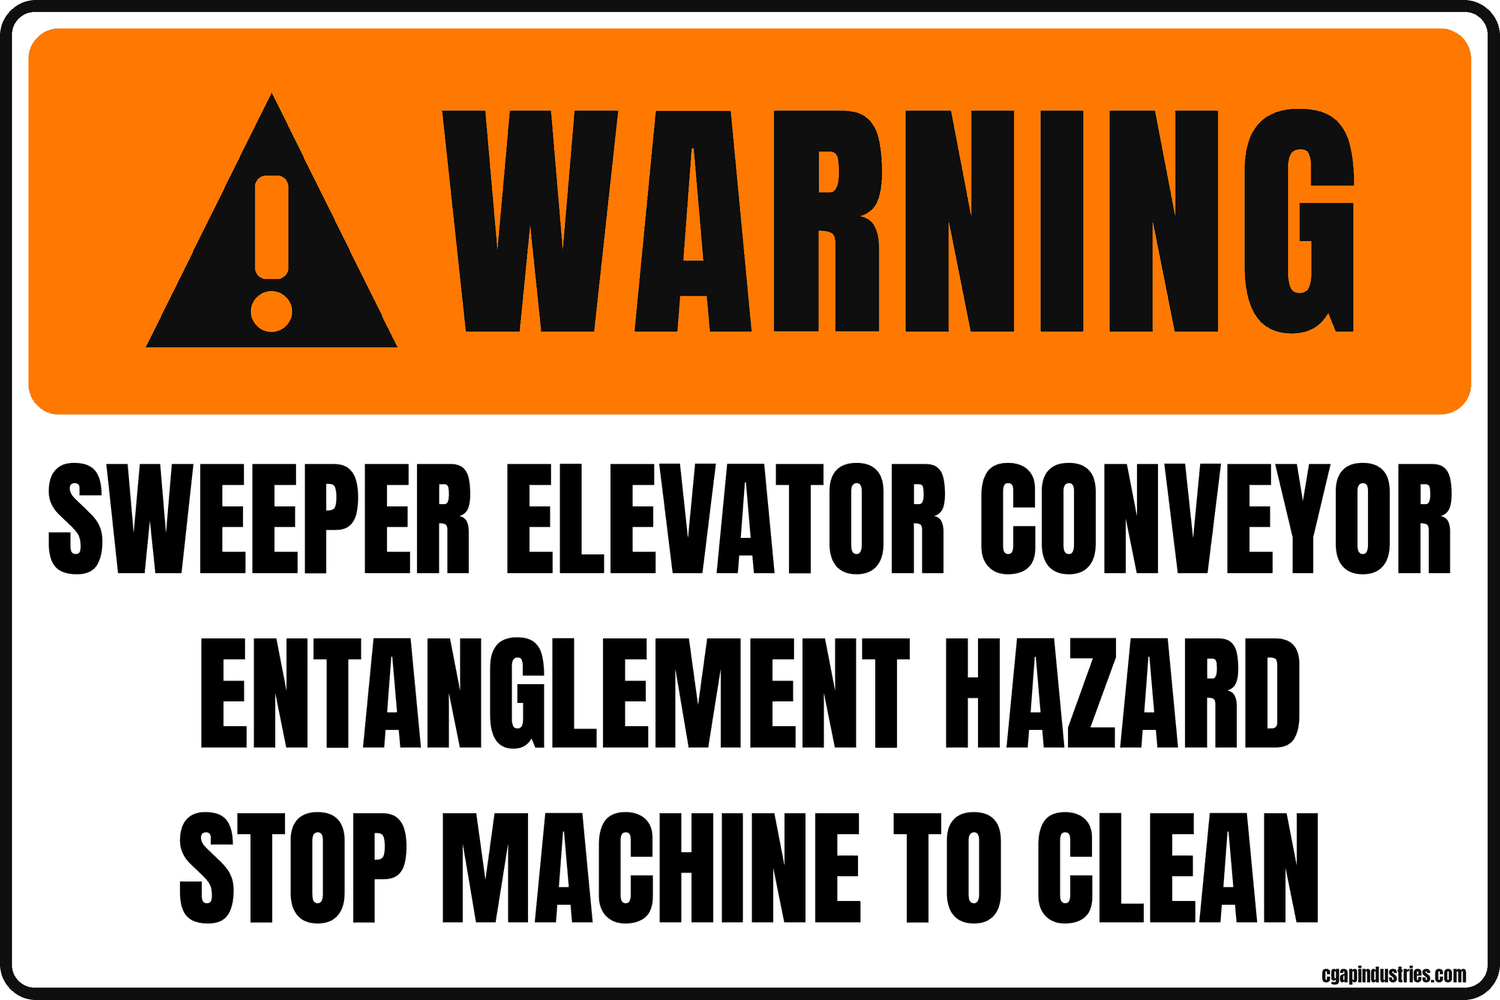 WARNING
SWEEPER ELEVATOR CONVEYOR
ENTANGLEMENT HAZARD
STOP MACHINE TO CLEAN
cgapindustries.com